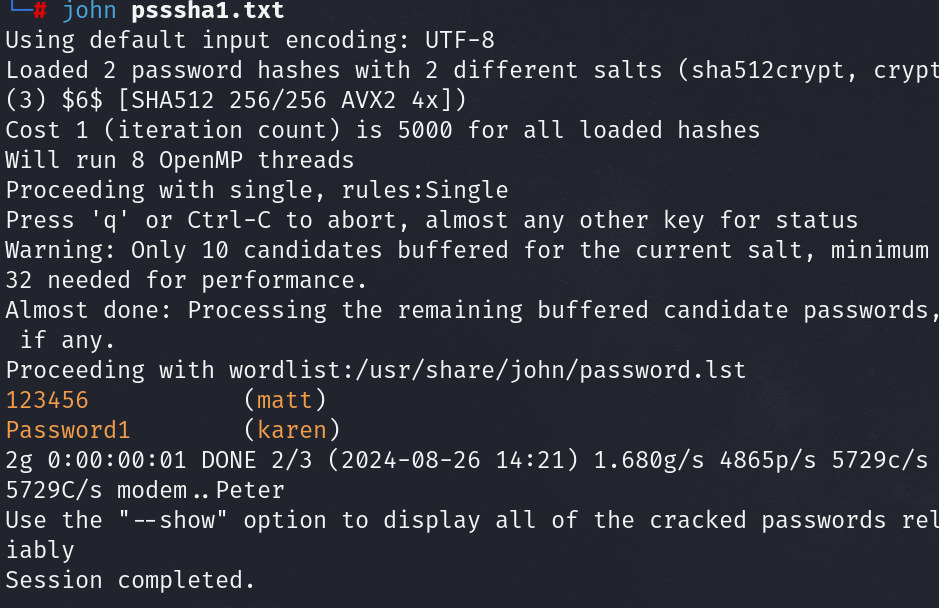 └─# john psssha1.txt
Using default input encoding: UTF-8
Loaded 2 password hashes with 2 different salts (sha512crypt, crypt
(3) $6$ [SHA512 256/256 AVX2 4x])
Cost 1 (iteration count) is 5000 for all loaded hashes
Will run 8 OpenMP threads
Proceeding with single, rules:Single
Press 'q' or Ctrl-C to abort, almost any other key for status
Warning: Only 10 candidates buffered for the current salt, minimum
32 needed for performance.
Almost done: Processing the remaining buffered candidate passwords,
 if any.
Proceeding with wordlist:/usr/share/john/password.lst
123456           (matt)
Password1        (karen)
2g 0:00:00:01 DONE 2/3 (2024-08-26 14:21) 1.680g/s 4865p/s 5729c/s
5729C/s modem..Peter
Use the "--show" option to display all of the cracked passwords rel
iably
Session completed.